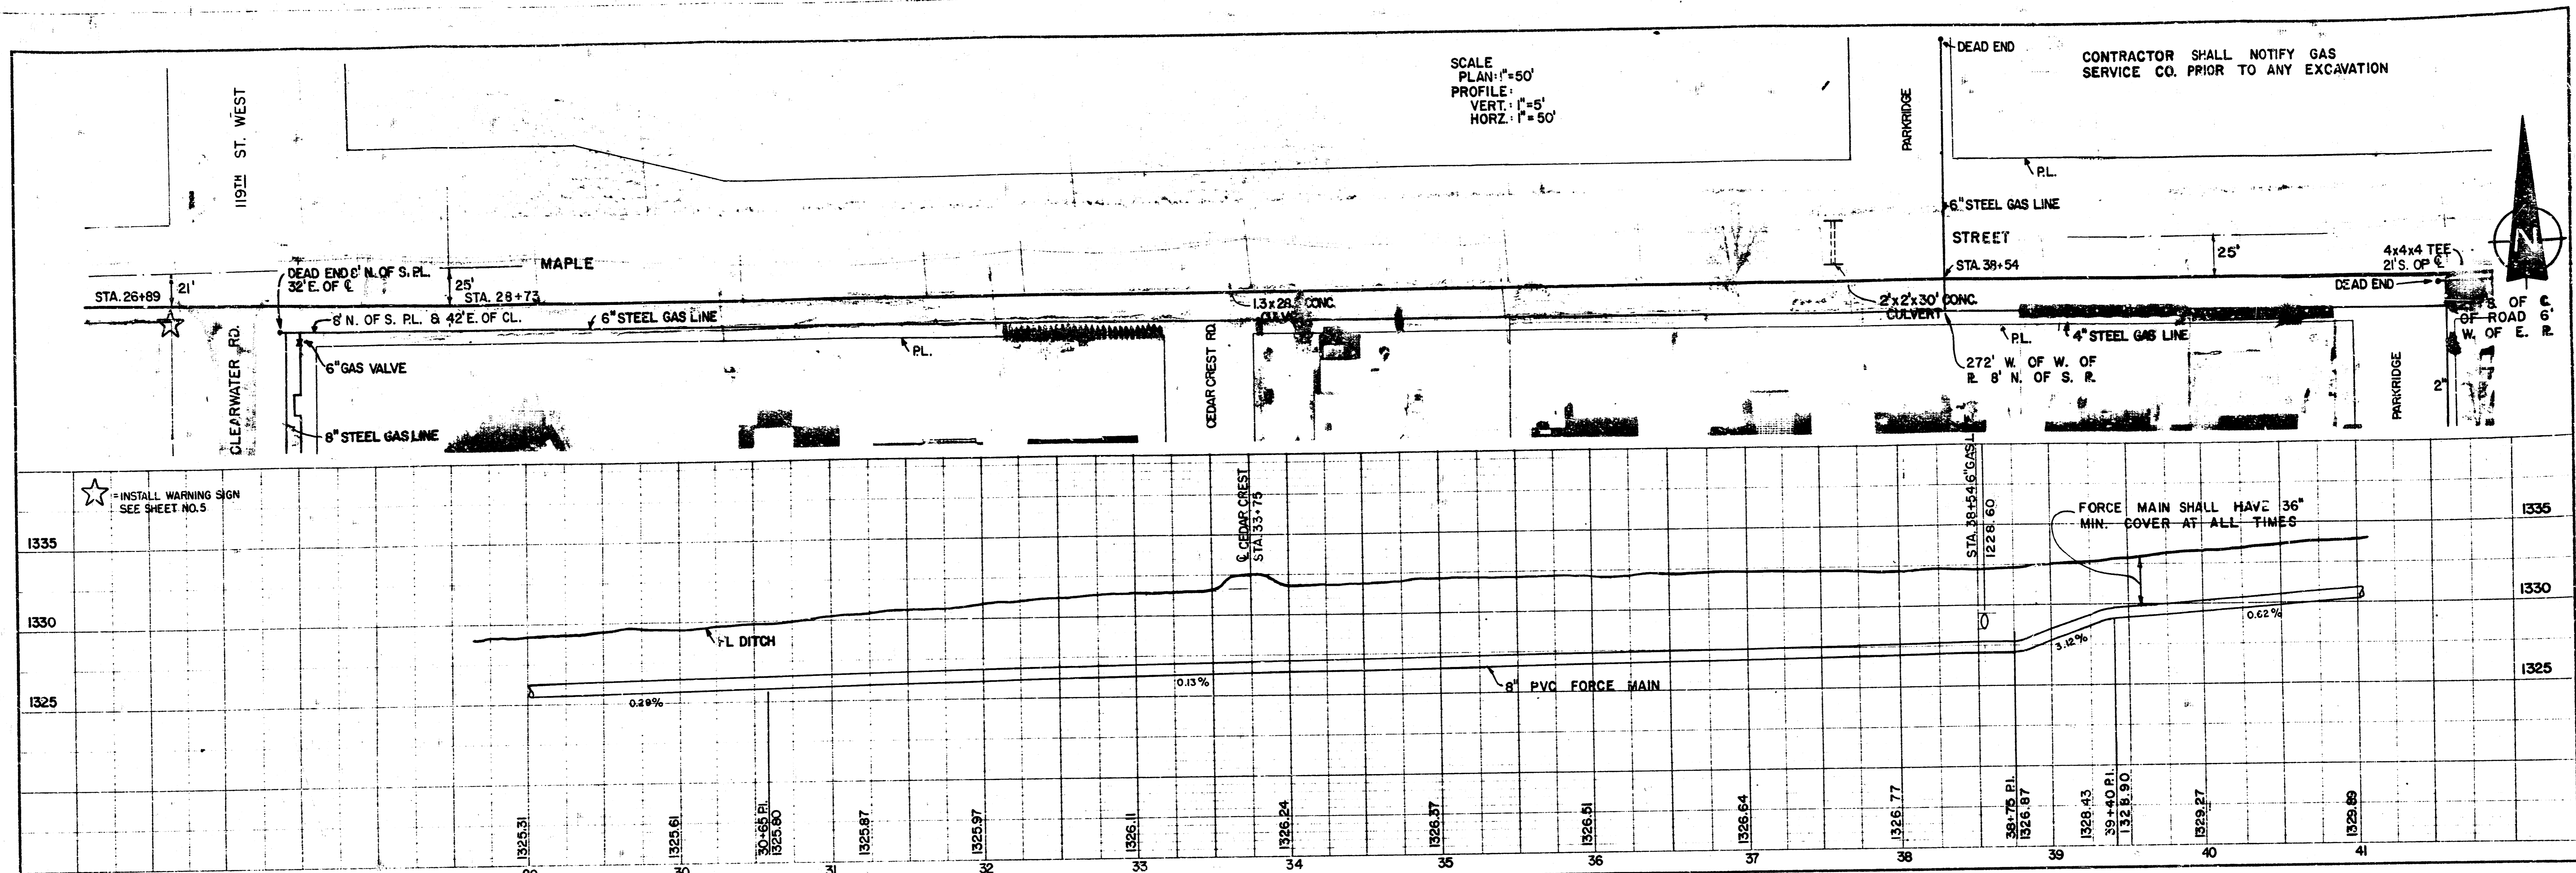 SCALE
PLAN: 1"=50'
PROFILE:
VERT.: 1"=5'
HORZ.: 1"=50'
DEAD END
CONTRACTOR SHALL NOTIFY GAS
SERVICE CO. PRIOR TO ANY EXCAVATION
119TH ST. WEST
PARKRIDGE
P.L.
6" STEEL GAS LINE
STREET
STA. 38+54
25'
4x4x4 TEE
21' S. OF ℄
DEAD END
N
MAPLE
DEAD END 8' N. OF S. P.L.
32' E. OF ℄
21'
STA. 26+89
25'
STA. 28+73
8' N. OF S. P.L. & 42' E. OF CL.
6" STEEL GAS LINE
1.3x28 CONC.
CULV.
2'x2'x30' CONC.
CULVERT
S. OF ℄
OF ROAD 6'
W. OF E. ⅊
P.L.
P.L.
4" STEEL GAS LINE
272' W. OF W. OF
⅊ 8' N. OF S. ⅊
6" GAS VALVE
8" STEEL GAS LINE
CLEARWATER RD.
CEDAR CREST RD.
PARKRIDGE
2"
=INSTALL WARNING SIGN
SEE SHEET NO. 5
℄ CEDAR CREST
STA. 33+75
STA. 38+54 6" GAS L
1228.60
FORCE MAIN SHALL HAVE 36"
MIN. COVER AT ALL TIMES
1335
1335
1330
1330
1325
1325
FL DITCH
0.29%
0.13%
8" PVC FORCE MAIN
3.12%
0.62%
1325.31
1325.61
30+65 P.I.
1325.80
1325.87
1325.97
1326.11
1326.24
1326.37
1326.51
1326.64
1326.77
38+75 P.I.
1326.87
1328.43
39+40 P.I.
1328.90
1329.27
1329.89
30 31 32 33 34 35 36 37 38 39 40 41